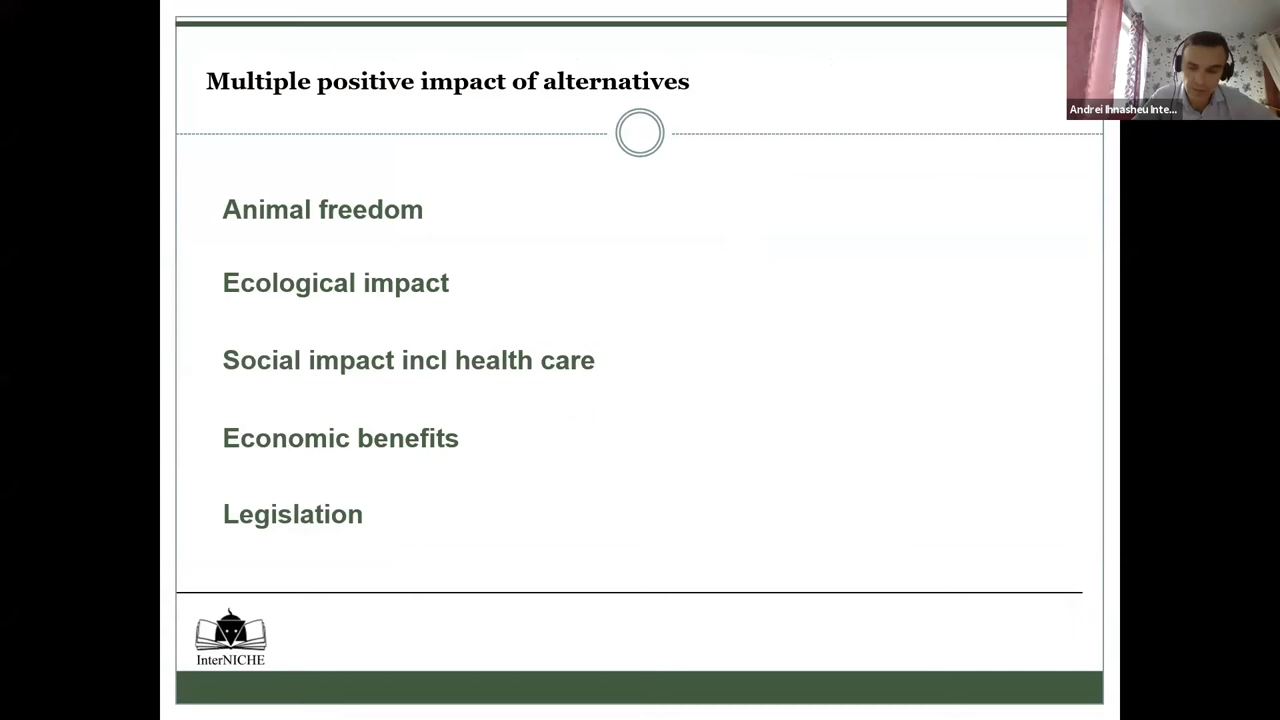 Multiple positive impact of alternatives
Andrei Ihnasheu Inte...
Animal freedom
Ecological impact
Social impact incl health care
Economic benefits
Legislation
InterNICHE